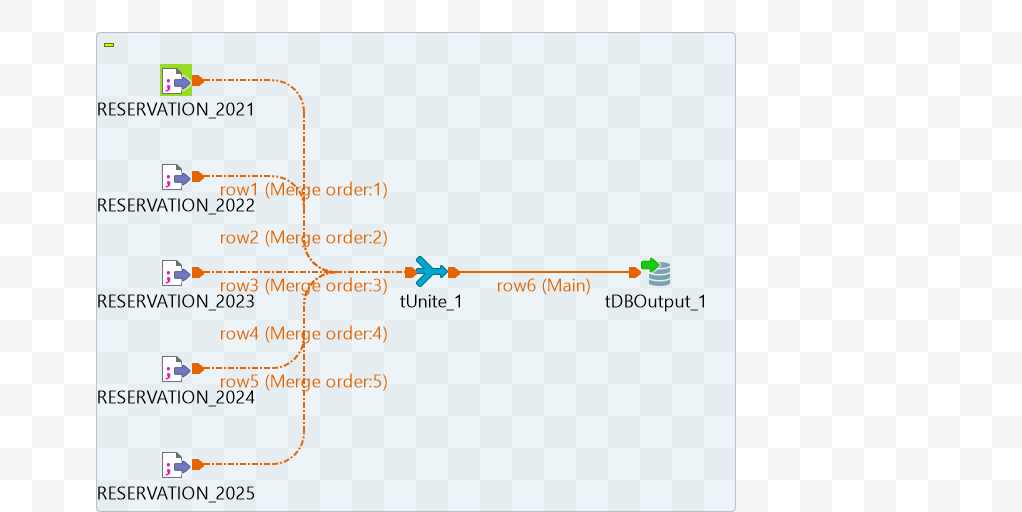 RESERVATION_2021
row1 (Merge order:1)
RESERVATION_2022
row2 (Merge order:2)
row3 (Merge order:3)
row6 (Main)
RESERVATION_2023
tUnite_1
tDBOutput_1
row4 (Merge order:4)
row5 (Merge order:5)
RESERVATION_2024
RESERVATION_2025